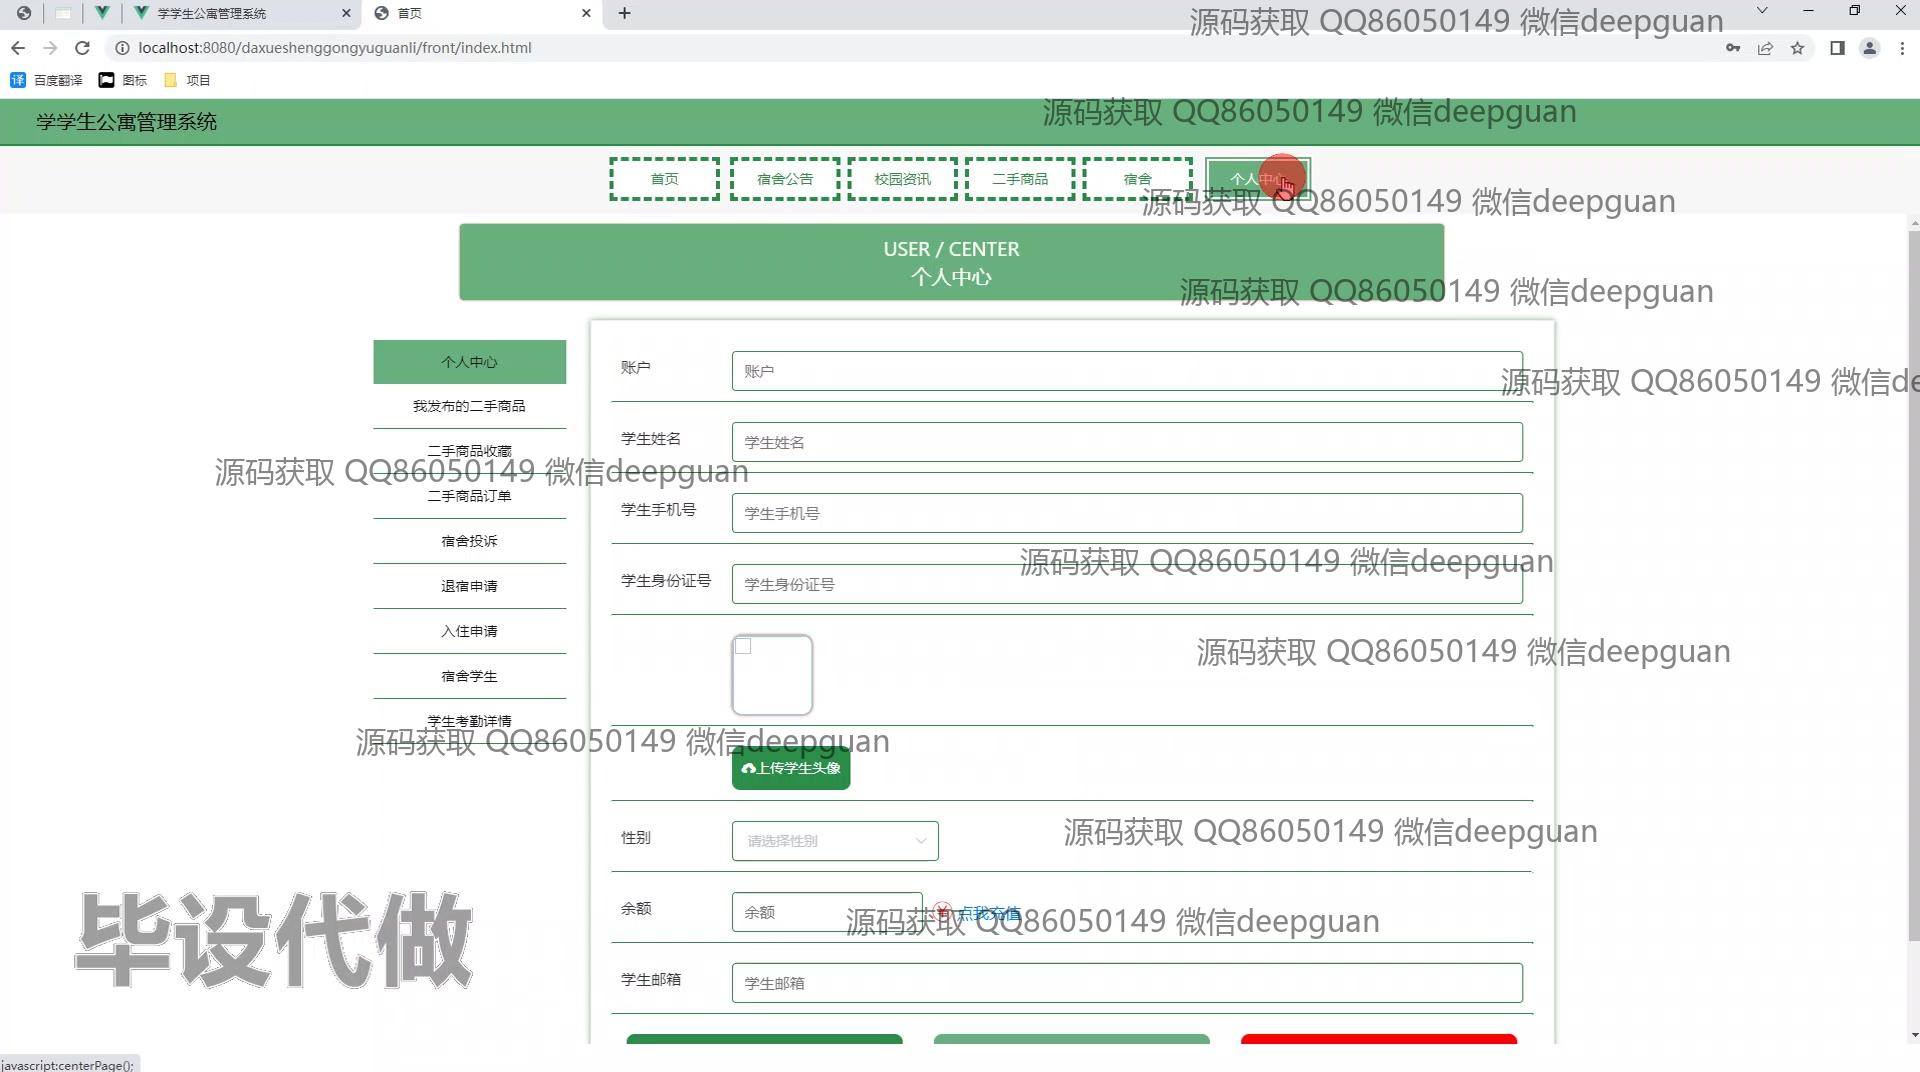 学学生公寓管理系统
首页
源码获取 QQ86050149 微信deepguan
localhost:8080/daxueshenggongyuguanli/front/index.html
译 百度翻译
图标
项目
学学生公寓管理系统
源码获取 QQ86050149 微信deepguan
首页
宿舍公告
校园资讯
二手商品
宿舍
个人中心
源码获取 QQ86050149 微信deepguan
USER / CENTER
个人中心
源码获取 QQ86050149 微信deepguan
个人中心
我发布的二手商品
二手商品收藏
二手商品订单
宿舍投诉
退宿申请
入住申请
宿舍学生
学生考勤详情
账户
账户
源码获取 QQ86050149 微信de
学生姓名
学生姓名
源码获取 QQ86050149 微信deepguan
学生手机号
学生手机号
源码获取 QQ86050149 微信deepguan
学生身份证号
学生身份证号
源码获取 QQ86050149 微信deepguan
源码获取 QQ86050149 微信deepguan
上传学生头像
性别
请选择性别
源码获取 QQ86050149 微信deepguan
余额
余额
点我充值
源码获取 QQ86050149 微信deepguan
学生邮箱
学生邮箱
毕设代做
javascript:centerPage();